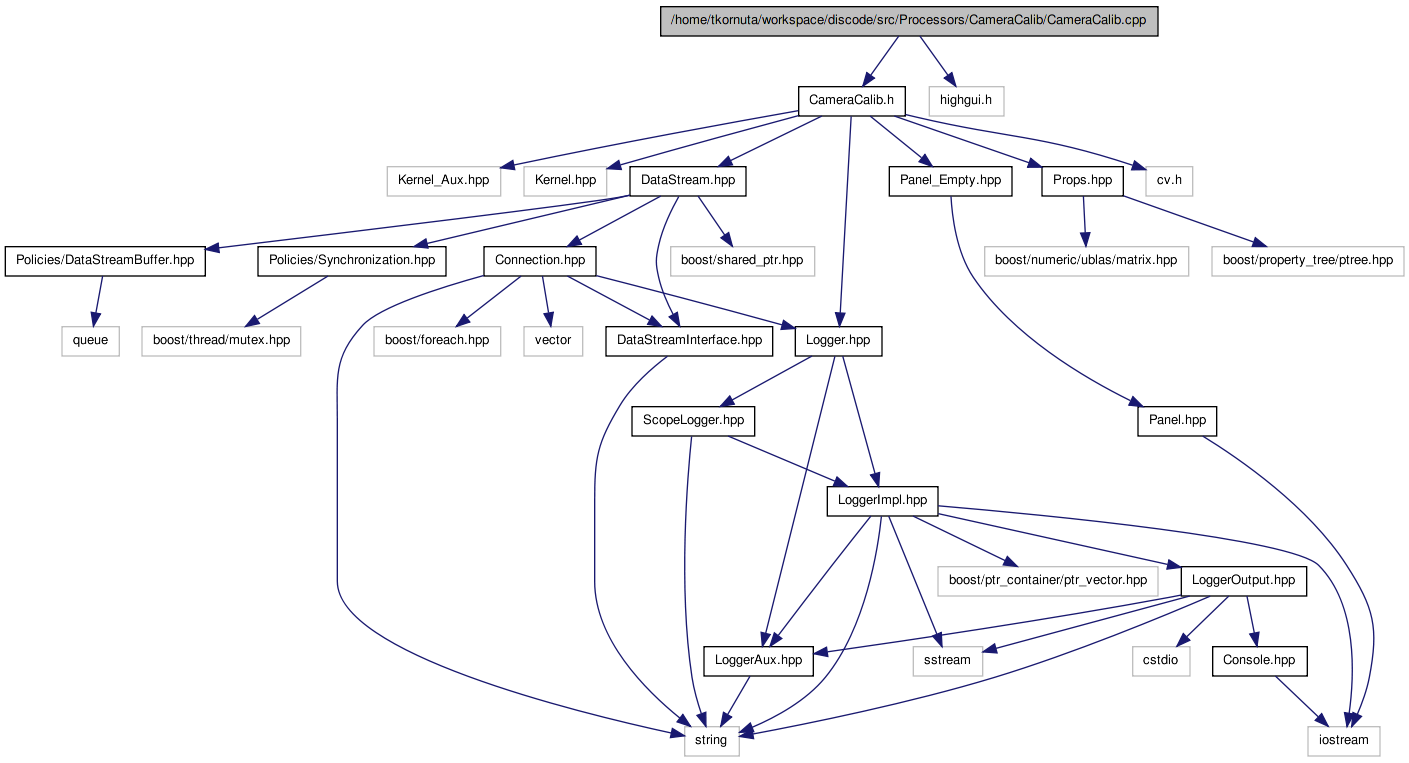 /home/tkornuta/workspace/discode/src/Processors/CameraCalib/CameraCalib.cpp
CameraCalib.h
highgui.h
Kernel_Aux.hpp
Kernel.hpp
DataStream.hpp
Panel_Empty.hpp
Props.hpp
cv.h
Policies/DataStreamBuffer.hpp
Policies/Synchronization.hpp
Connection.hpp
boost/shared_ptr.hpp
boost/numeric/ublas/matrix.hpp
boost/property_tree/ptree.hpp
queue
boost/thread/mutex.hpp
boost/foreach.hpp
vector
DataStreamInterface.hpp
Logger.hpp
ScopeLogger.hpp
Panel.hpp
LoggerImpl.hpp
boost/ptr_container/ptr_vector.hpp
LoggerOutput.hpp
LoggerAux.hpp
sstream
cstdio
Console.hpp
string
iostream